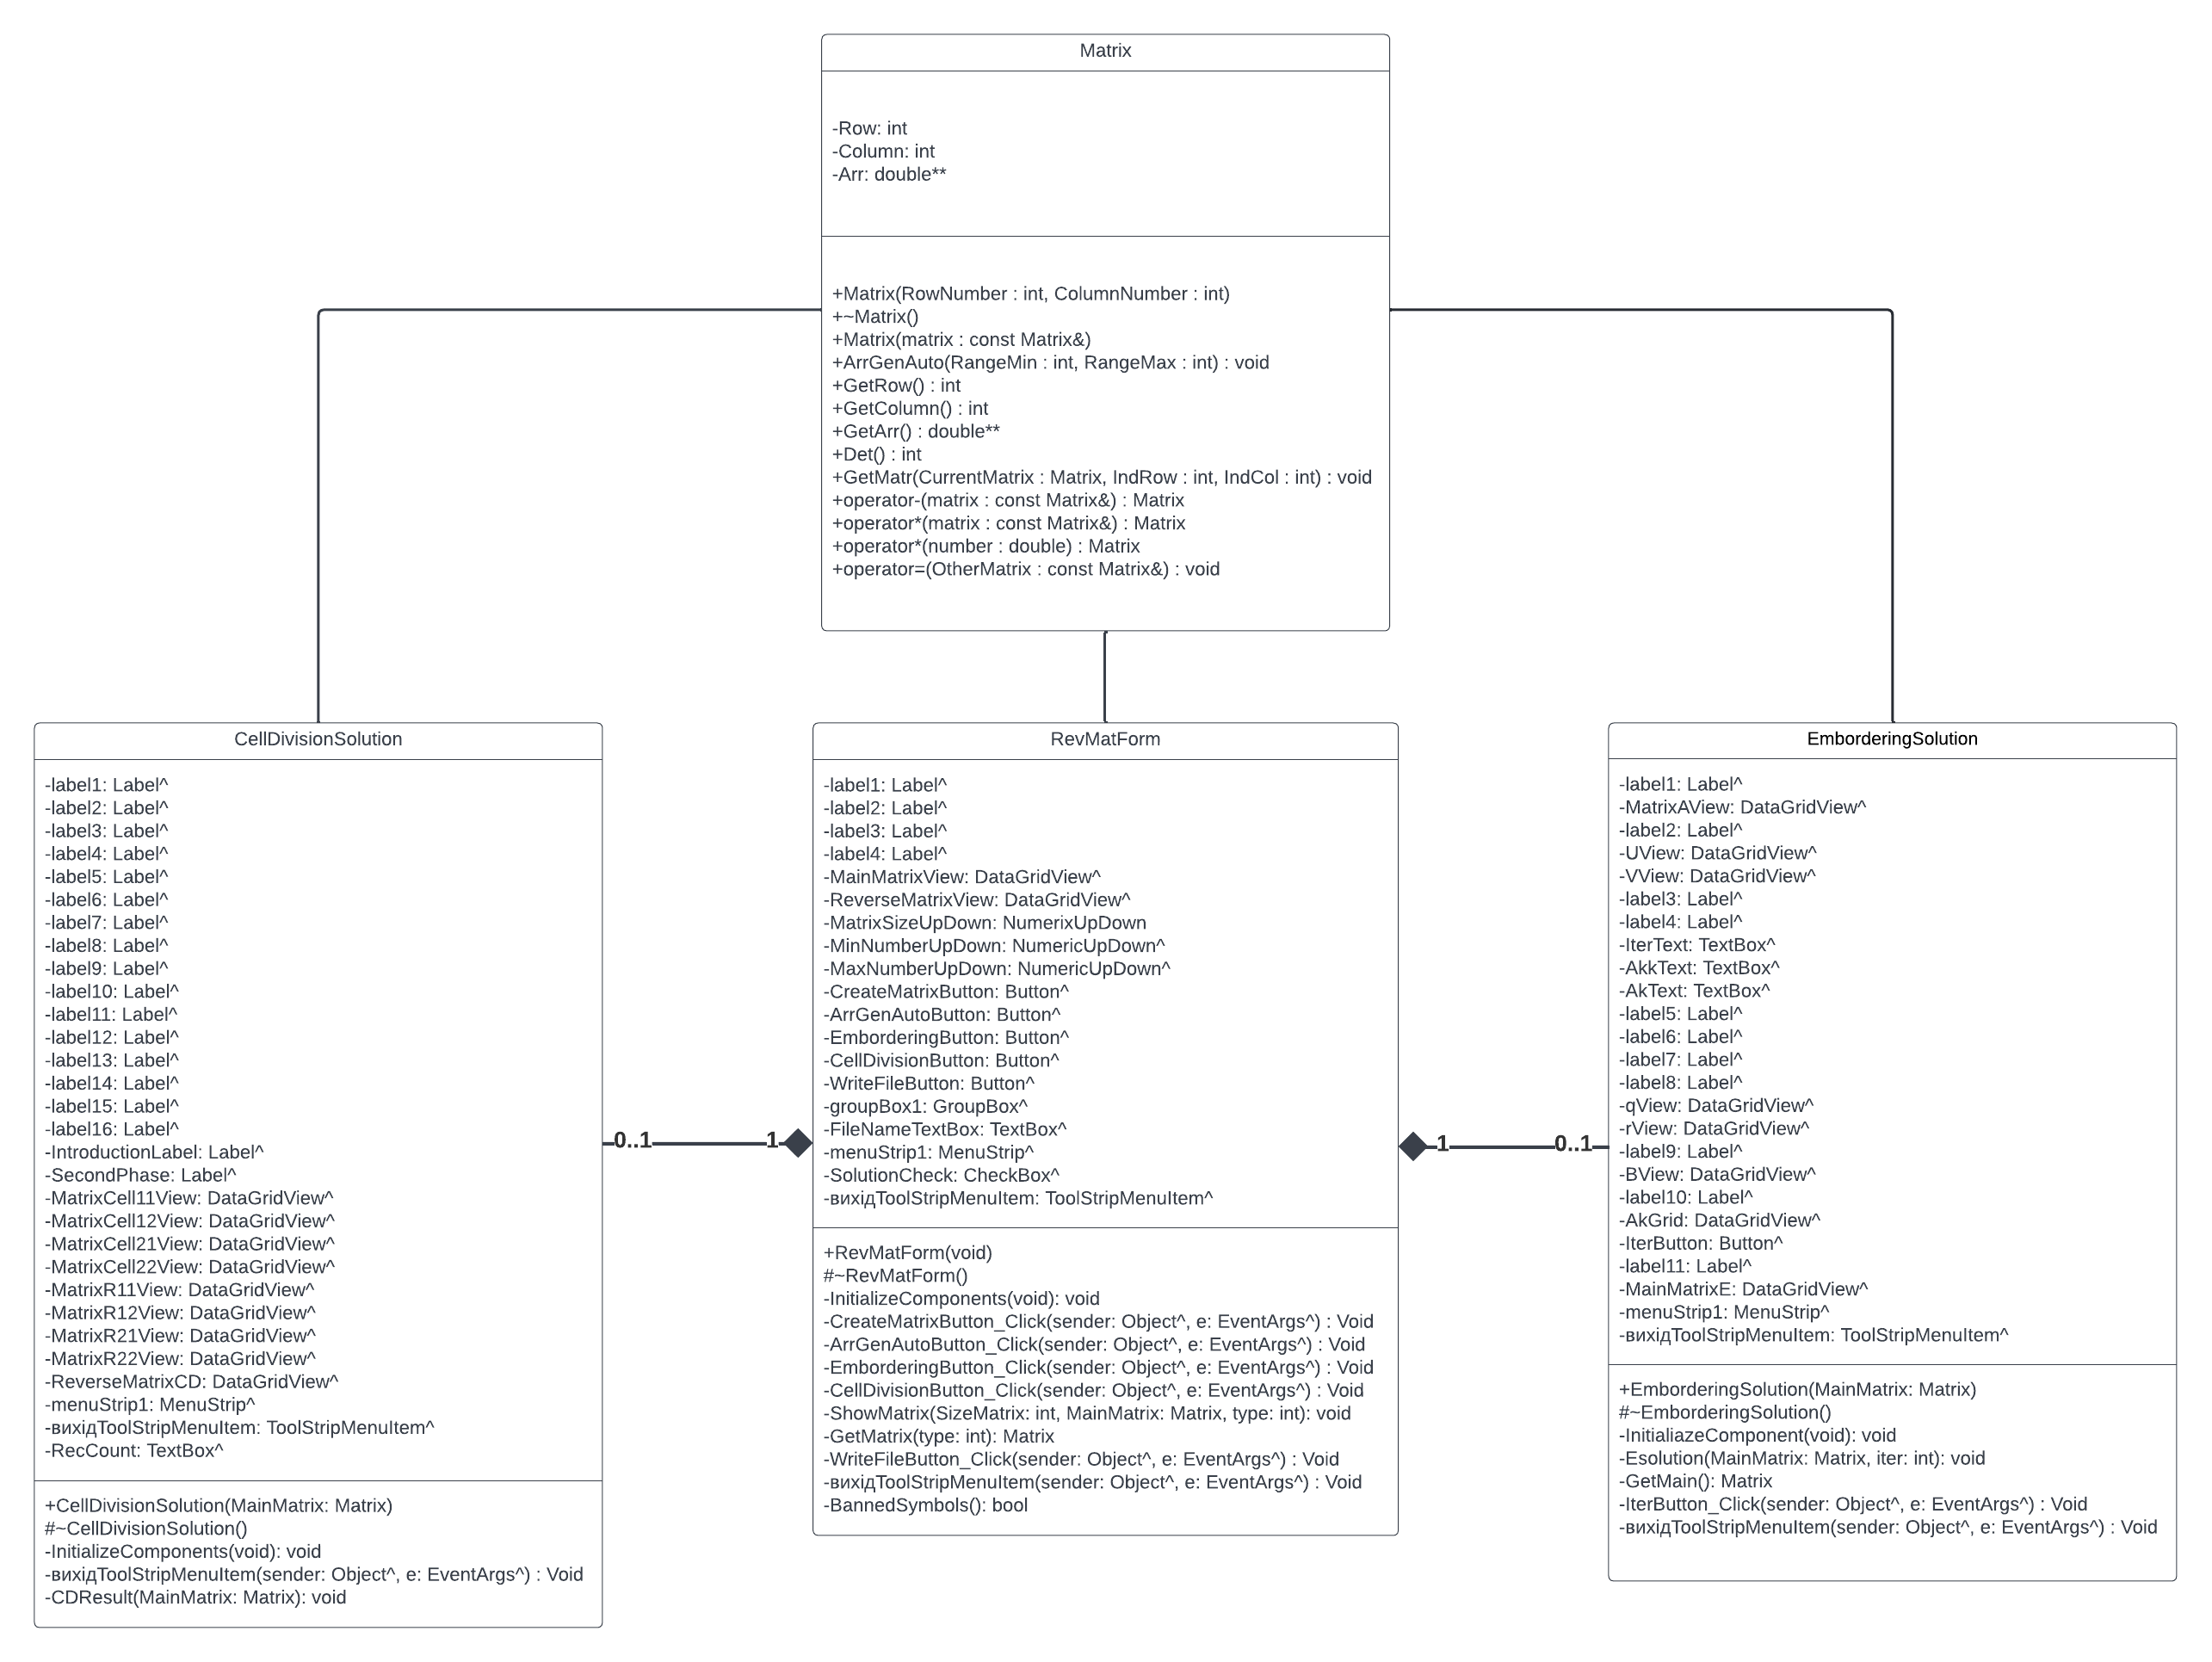 Matrix
-Row: int
-Column: int
-Arr: double**
+Matrix(RowNumber : int, ColumnNumber : int)
+~Matrix()
+Matrix(matrix : const Matrix&)
+ArrGenAuto(RangeMin : int, RangeMax : int) : void
+GetRow() : int
+GetColumn() : int
+GetArr() : double**
+Det() : int
+GetMatr(CurrentMatrix : Matrix, IndRow : int, IndCol : int) : void
+operator-(matrix : const Matrix&) : Matrix
+operator*(matrix : const Matrix&) : Matrix
+operator*(number : double) : Matrix
+operator=(OtherMatrix : const Matrix&) : void
CellDivisionSolution
-label1: Label^
-label2: Label^
-label3: Label^
-label4: Label^
-label5: Label^
-label6: Label^
-label7: Label^
-label8: Label^
-label9: Label^
-label10: Label^
-label11: Label^
-label12: Label^
-label13: Label^
-label14: Label^
-label15: Label^
-label16: Label^
-IntroductionLabel: Label^
-SecondPhase: Label^
-MatrixCell11View: DataGridView^
-MatrixCell12View: DataGridView^
-MatrixCell21View: DataGridView^
-MatrixCell22View: DataGridView^
-MatrixR11View: DataGridView^
-MatrixR12View: DataGridView^
-MatrixR21View: DataGridView^
-MatrixR22View: DataGridView^
-ReverseMatrixCD: DataGridView^
-menuStrip1: MenuStrip^
-вихідToolStripMenuItem: ToolStripMenuItem^
-RecCount: TextBox^
+CellDivisionSolution(MainMatrix: Matrix)
#~CellDivisionSolution()
-InitializeComponents(void): void
-вихідToolStripMenuItem(sender: Object^, e: EventArgs^) : Void
-CDResult(MainMatrix: Matrix): void
0..1
1
RevMatForm
-label1: Label^
-label2: Label^
-label3: Label^
-label4: Label^
-MainMatrixView: DataGridView^
-ReverseMatrixView: DataGridView^
-MatrixSizeUpDown: NumerixUpDown
-MinNumberUpDown: NumericUpDown^
-MaxNumberUpDown: NumericUpDown^
-CreateMatrixButton: Button^
-ArrGenAutoButton: Button^
-EmborderingButton: Button^
-CellDivisionButton: Button^
-WriteFileButton: Button^
-groupBox1: GroupBox^
-FileNameTextBox: TextBox^
-menuStrip1: MenuStrip^
-SolutionCheck: CheckBox^
-вихідToolStripMenuItem: ToolStripMenuItem^
+RevMatForm(void)
#~RevMatForm()
-InitializeComponents(void): void
-CreateMatrixButton_Click(sender: Object^, e: EventArgs^) : Void
-ArrGenAutoButton_Click(sender: Object^, e: EventArgs^) : Void
-EmborderingButton_Click(sender: Object^, e: EventArgs^) : Void
-CellDivisionButton_Click(sender: Object^, e: EventArgs^) : Void
-ShowMatrix(SizeMatrix: int, MainMatrix: Matrix, type: int): void
-GetMatrix(type: int): Matrix
-WriteFileButton_Click(sender: Object^, e: EventArgs^) : Void
-вихідToolStripMenuItem(sender: Object^, e: EventArgs^) : Void
-BannedSymbols(): bool
1
0..1
EmborderingSolution
-label1: Label^
-MatrixAView: DataGridView^
-label2: Label^
-UView: DataGridView^
-VView: DataGridView^
-label3: Label^
-label4: Label^
-IterText: TextBox^
-AkkText: TextBox^
-AkText: TextBox^
-label5: Label^
-label6: Label^
-label7: Label^
-label8: Label^
-qView: DataGridView^
-rView: DataGridView^
-label9: Label^
-BView: DataGridView^
-label10: Label^
-AkGrid: DataGridView^
-IterButton: Button^
-label11: Label^
-MainMatrixE: DataGridView^
-menuStrip1: MenuStrip^
-вихідToolStripMenuItem: ToolStripMenuItem^
+EmborderingSolution(MainMatrix: Matrix)
#~EmborderingSolution()
-InitialiazeComponent(void): void
-Esolution(MainMatrix: Matrix, iter: int): void
-GetMain(): Matrix
-IterButton_Click(sender: Object^, e: EventArgs^) : Void
-вихідToolStripMenuItem(sender: Object^, e: EventArgs^) : Void